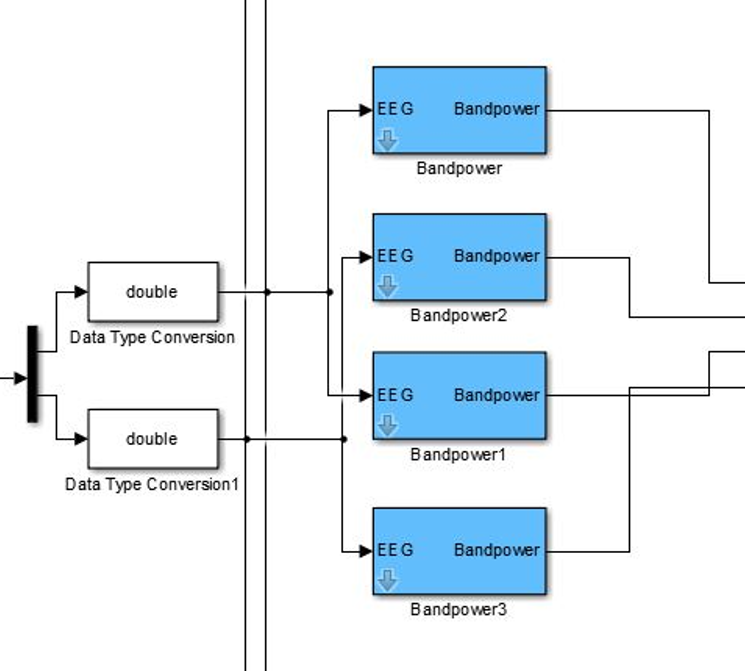 EEG Bandpower
Bandpower
EEG Bandpower
Bandpower2
double
Data Type Conversion
EEG Bandpower
Bandpower1
double
Data Type Conversion1
EEG Bandpower
Bandpower3